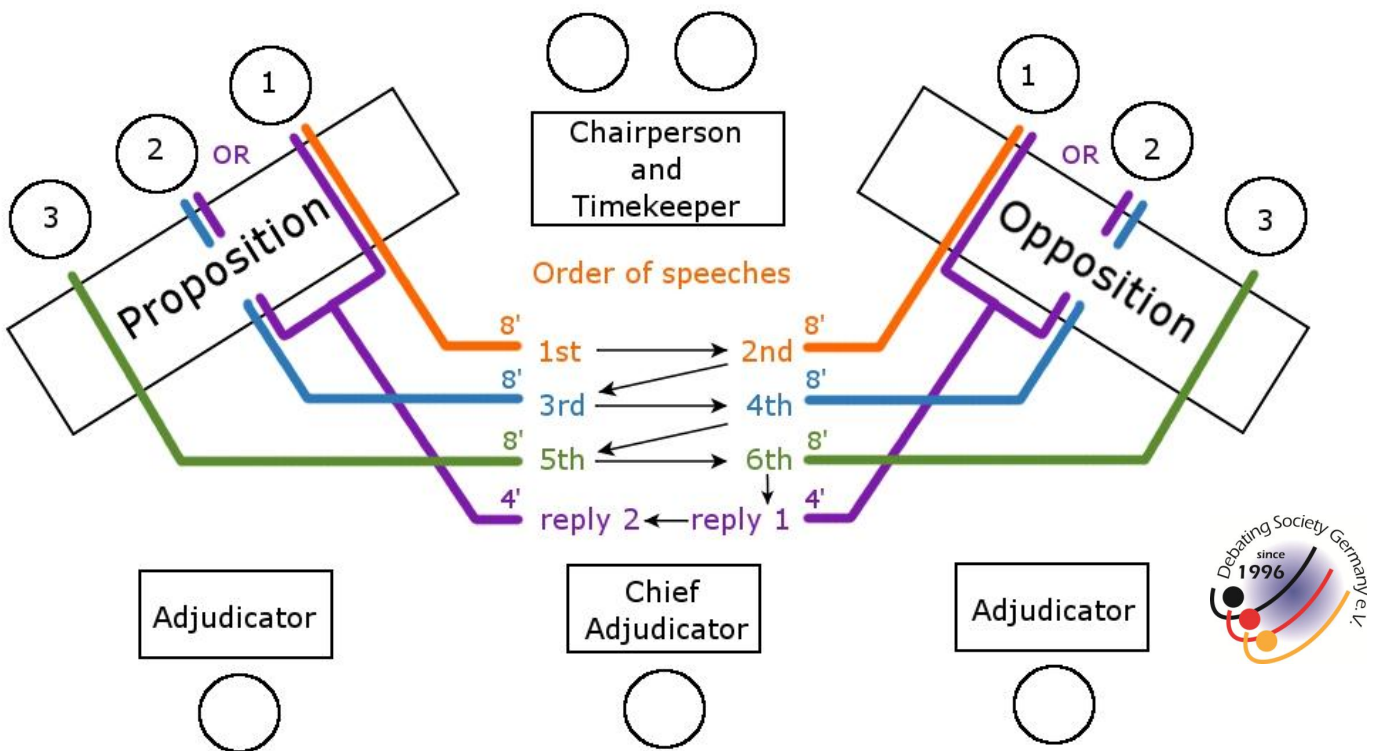 1
2
OR
3
Proposition
Chairperson
and
Timekeeper
1
OR
2
3
Opposition
Order of speeches
8'
1st
2nd
8'
8'
3rd
4th
8'
8'
5th
6th
8'
4'
reply 2
reply 1
4'
Adjudicator
Chief
Adjudicator
Adjudicator
Debating Society Germany e. V.
since
1996